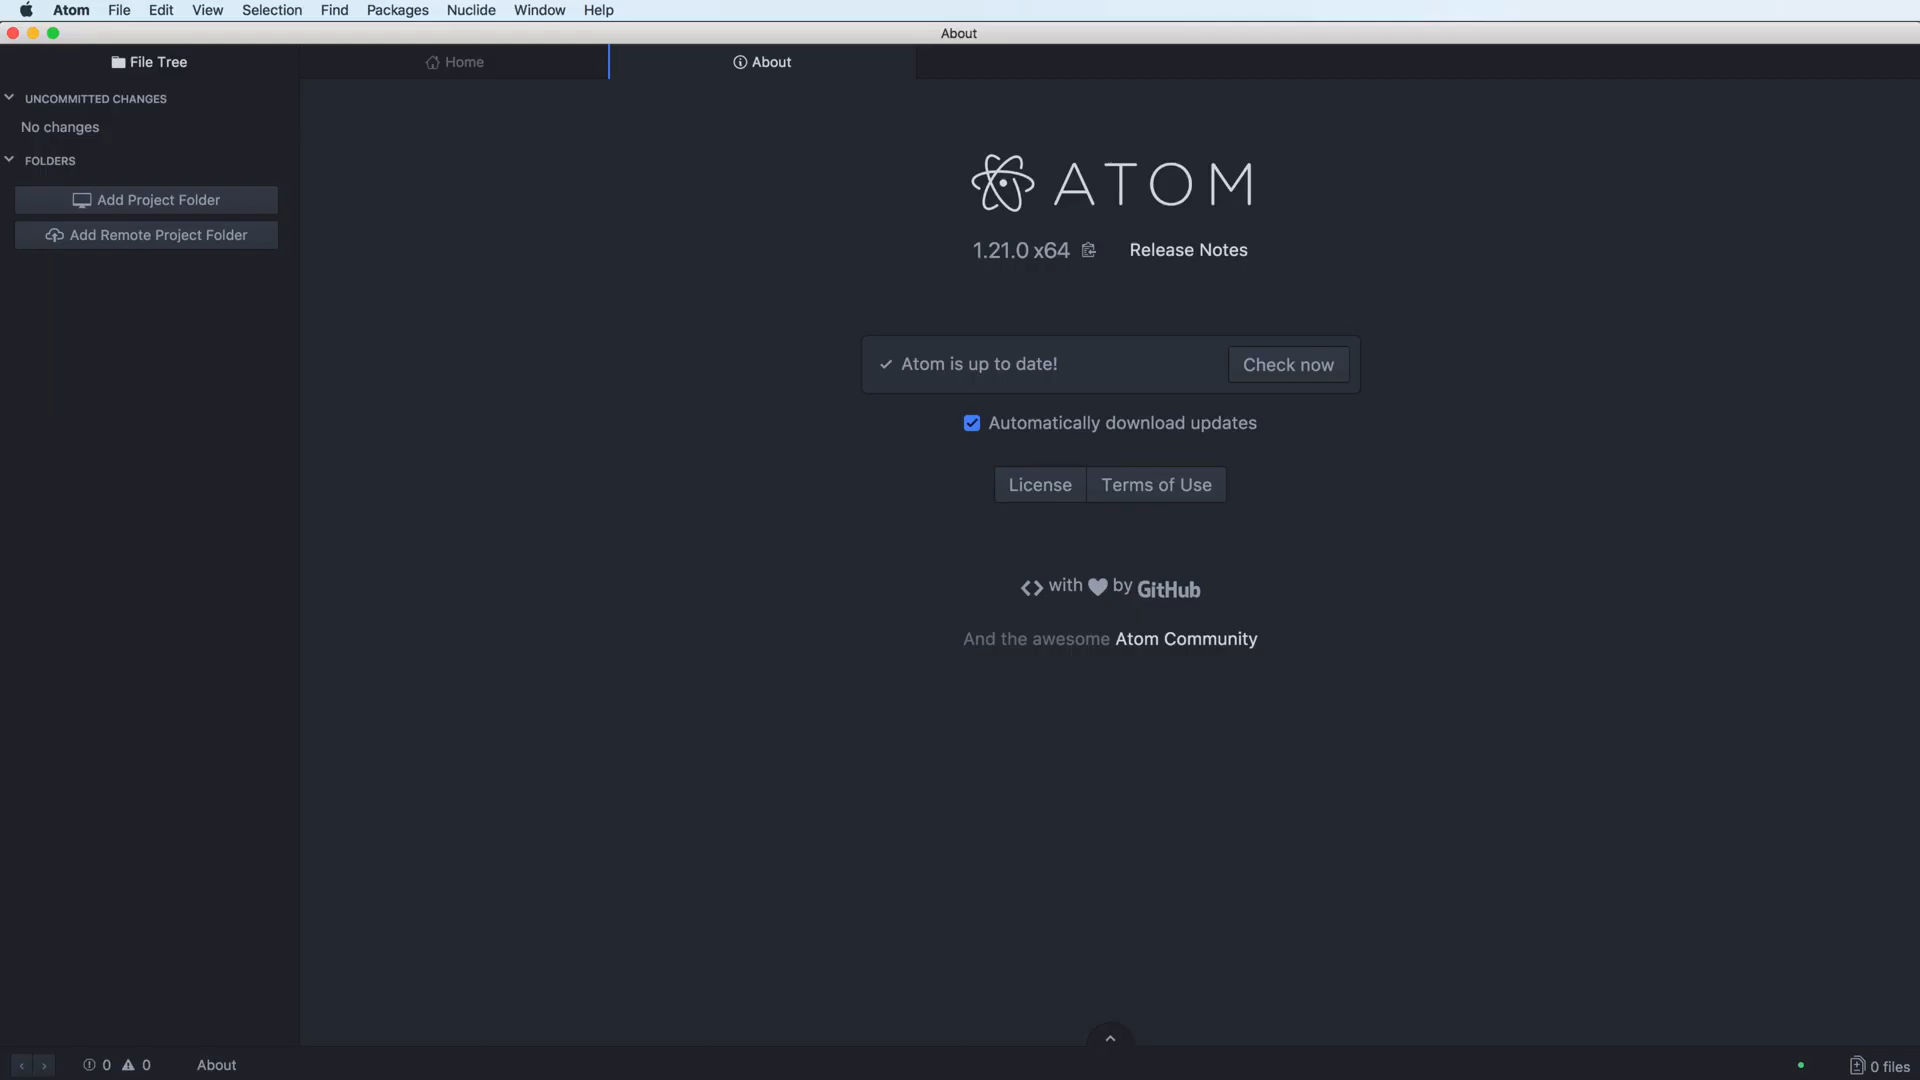 Atom File Edit View Selection Find Packages Nuclide Window Help
About
File Tree
Home
About
UNCOMMITTED CHANGES
No changes
FOLDERS
Add Project Folder
Add Remote Project Folder
ATOM
1.21.0 x64 Release Notes
Atom is up to date! Check now
Automatically download updates
License Terms of Use
<> with by GitHub
And the awesome Atom Community
0 0 About 0 files